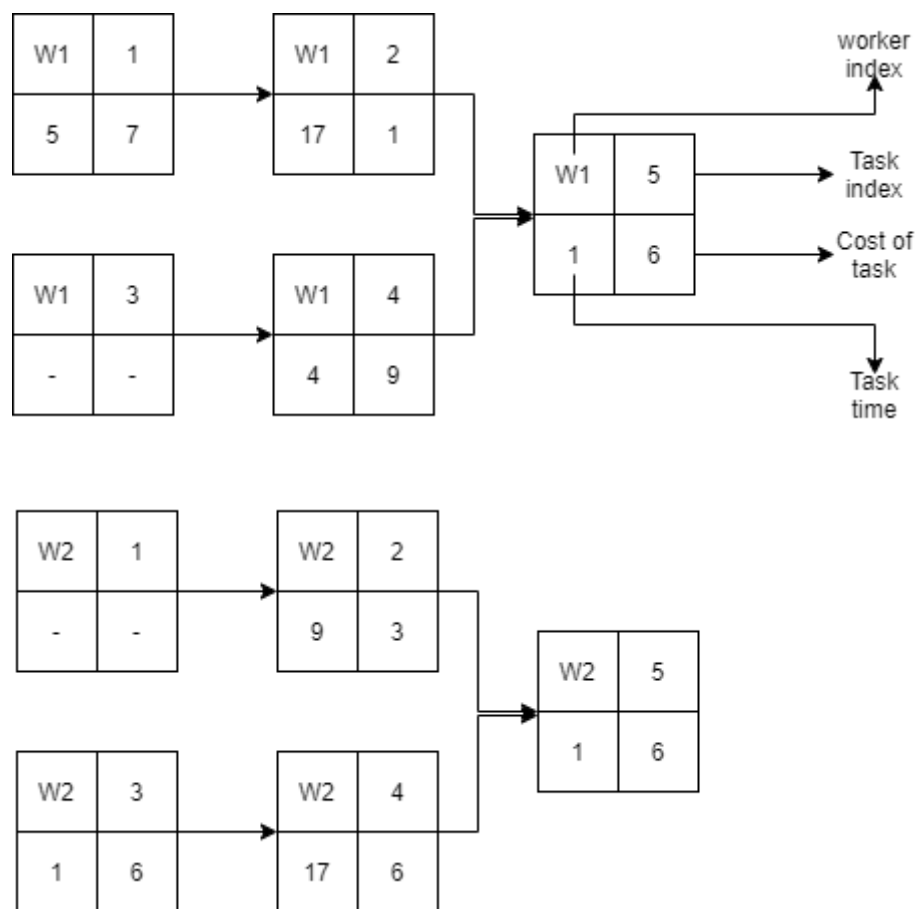 worker
index
W1 1
W1 2
5 7
17 1
W1 5
Task
index
1 6
Cost of
task
W1 3
W1 4
- -
4 9
Task
time
W2 1
W2 2
- -
9 3
W2 5
1 6
W2 3
W2 4
1 6
17 6